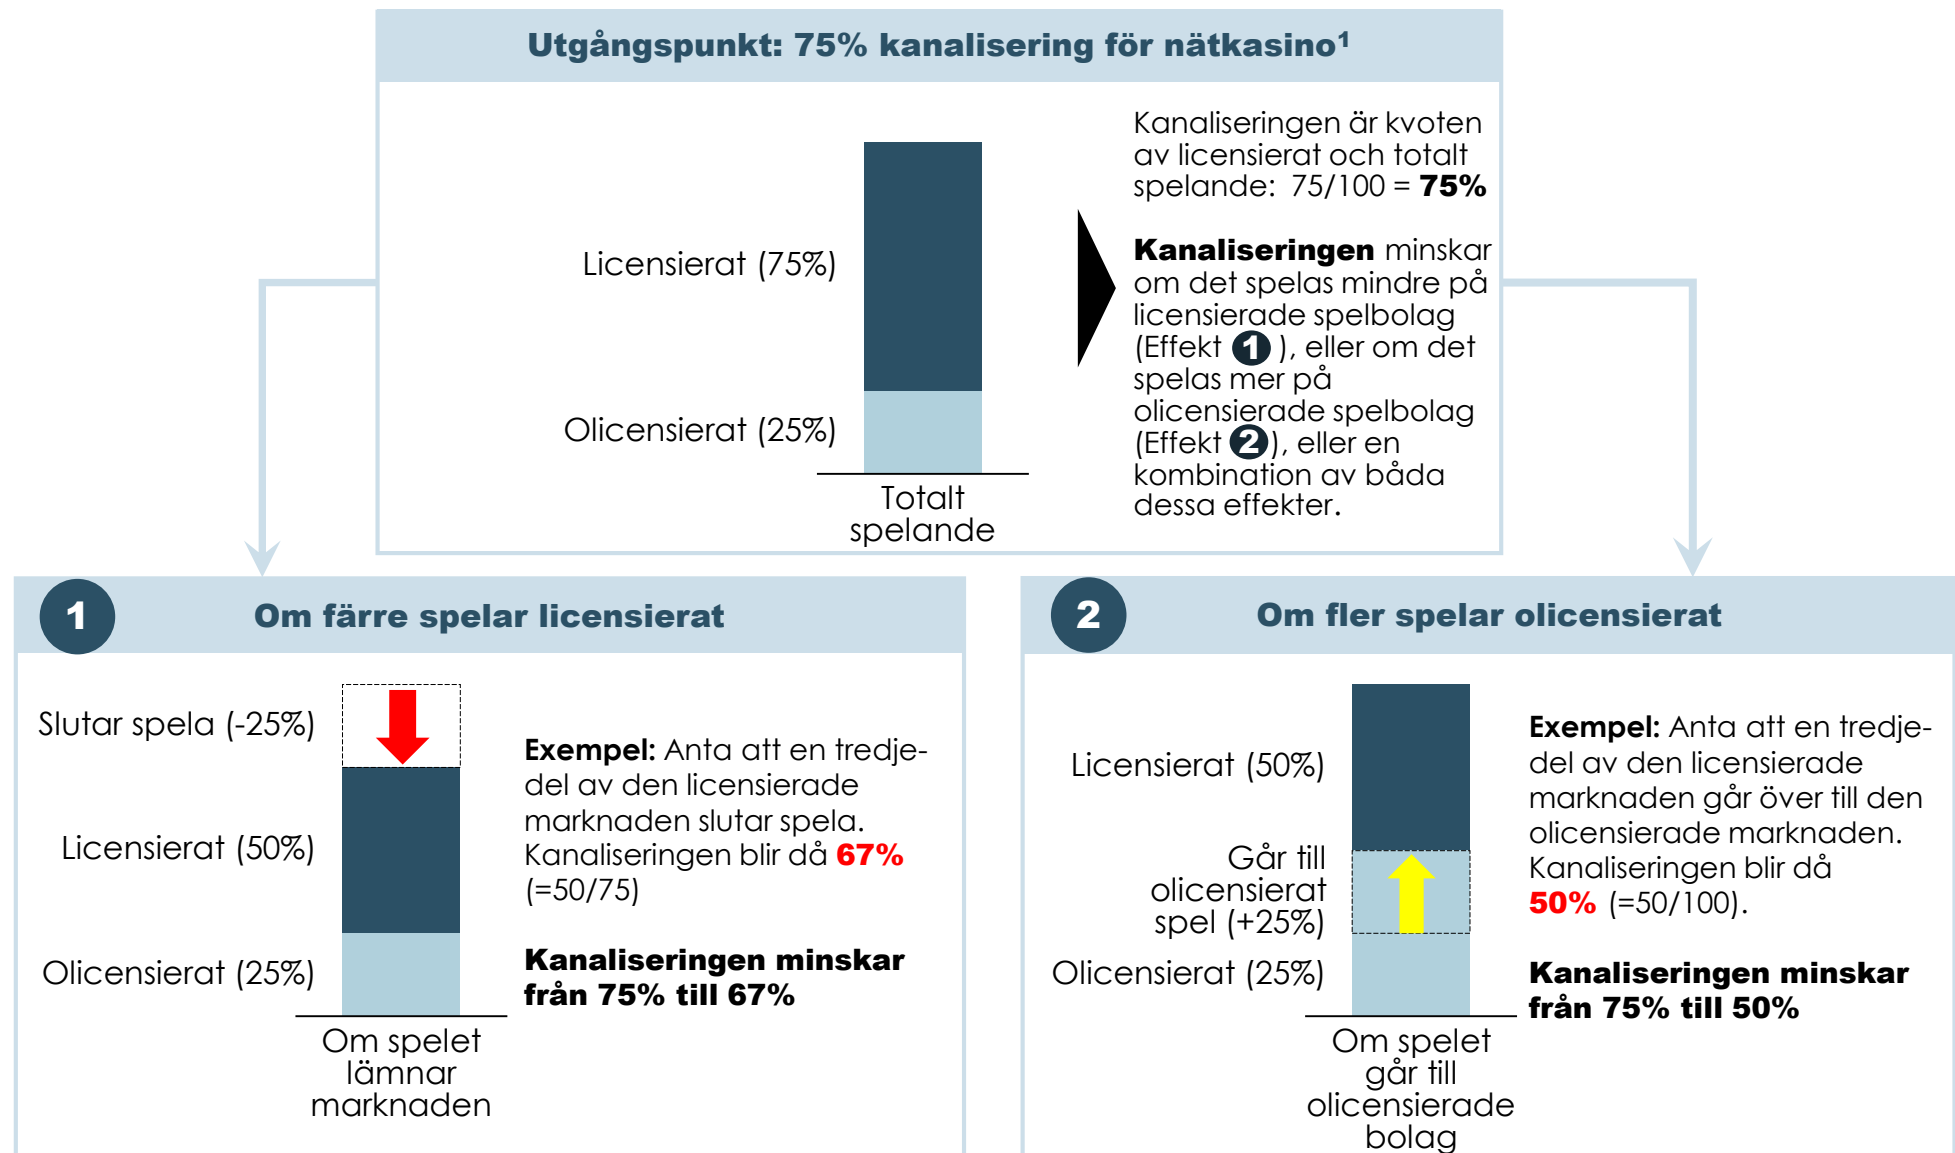 Utgångspunkt: 75% kanalisering för nätkasino¹
Licensierat (75%)
Olicensierat (25%)
Totalt
spelande
Kanaliseringen är kvoten
av licensierat och totalt
spelande: 75/100 = 75%
Kanaliseringen minskar
om det spelas mindre på
licensierade spelbolag
(Effekt 1 ), eller om det
spelas mer på
olicensierade spelbolag
(Effekt 2), eller en
kombination av båda
dessa effekter.
1
Om färre spelar licensierat
Slutar spela (-25%)
Licensierat (50%)
Olicensierat (25%)
Om spelet
lämnar
marknaden
Exempel: Anta att en tredje-
del av den licensierade
marknaden slutar spela.
Kanaliseringen blir då 67%
(=50/75)
Kanaliseringen minskar
från 75% till 67%
2
Om fler spelar olicensierat
Licensierat (50%)
Går till
olicensierat
spel (+25%)
Olicensierat (25%)
Om spelet
går till
olicensierade
bolag
Exempel: Anta att en tredje-
del av den licensierade
marknaden går över till den
olicensierade marknaden.
Kanaliseringen blir då
50% (=50/100).
Kanaliseringen minskar
från 75% till 50%